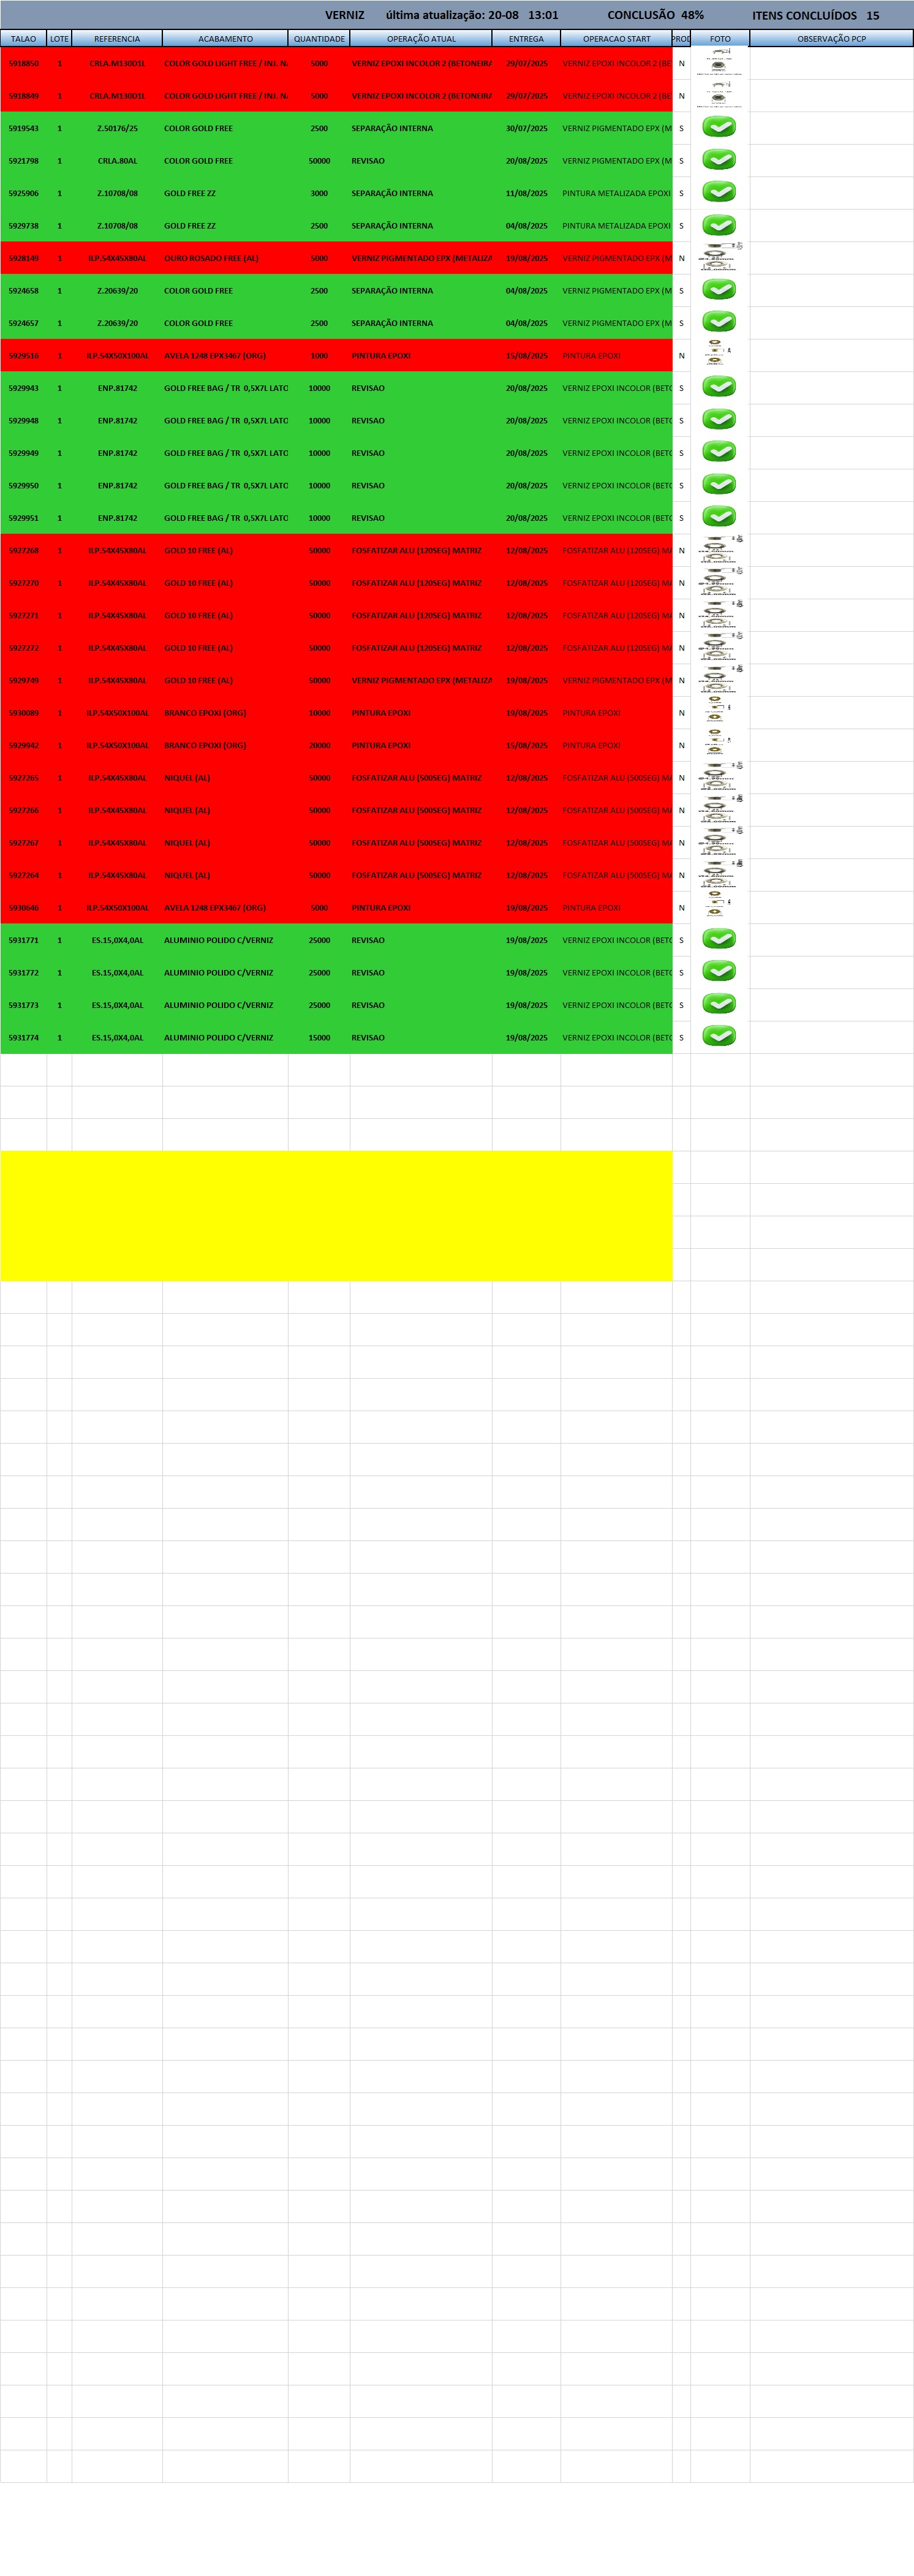 VERNIZ última atualização: 20-08 13:01 CONCLUSÃO 48% ITENS CONCLUÍDOS 15
TALAO LOTE REFERENCIA ACABAMENTO QUANTIDADE OPERAÇÃO ATUAL ENTREGA OPERACAO START PROD FOTO OBSERVAÇÃO PCP
5918850 1 CRLA.M130D1L COLOR GOLD LIGHT FREE / INJ. NA 5000 VERNIZ EPOXI INCOLOR 2 (BETONEIRA 29/07/2025 VERNIZ EPOXI INCOLOR 2 (BE N
5918849 1 CRLA.M130D1L COLOR GOLD LIGHT FREE / INJ. NA 5000 VERNIZ EPOXI INCOLOR 2 (BETONEIRA 29/07/2025 VERNIZ EPOXI INCOLOR 2 (BE N
5919543 1 Z.50176/25 COLOR GOLD FREE 2500 SEPARAÇÃO INTERNA 30/07/2025 VERNIZ PIGMENTADO EPX (M S
5921798 1 CRLA.80AL COLOR GOLD FREE 50000 REVISAO 20/08/2025 VERNIZ PIGMENTADO EPX (M S
5925906 1 Z.10708/08 GOLD FREE ZZ 3000 SEPARAÇÃO INTERNA 11/08/2025 PINTURA METALIZADA EPOXI S
5929738 1 Z.10708/08 GOLD FREE ZZ 2500 SEPARAÇÃO INTERNA 04/08/2025 PINTURA METALIZADA EPOXI S
5928149 1 ILP.54X45X80AL OURO ROSADO FREE (AL) 5000 VERNIZ PIGMENTADO EPX (METALIZA 19/08/2025 VERNIZ PIGMENTADO EPX (M N
5924658 1 Z.20639/20 COLOR GOLD FREE 2500 SEPARAÇÃO INTERNA 04/08/2025 VERNIZ PIGMENTADO EPX (M S
5924657 1 Z.20639/20 COLOR GOLD FREE 2500 SEPARAÇÃO INTERNA 04/08/2025 VERNIZ PIGMENTADO EPX (M S
5929516 1 ILP.54X50X100AL AVELA 1248 EPX3467 (ORG) 1000 PINTURA EPOXI 15/08/2025 PINTURA EPOXI N
5929943 1 ENP.81742 GOLD FREE BAG / TR 0,5X7L LATO 10000 REVISAO 20/08/2025 VERNIZ EPOXI INCOLOR (BETO S
5929948 1 ENP.81742 GOLD FREE BAG / TR 0,5X7L LATO 10000 REVISAO 20/08/2025 VERNIZ EPOXI INCOLOR (BETO S
5929949 1 ENP.81742 GOLD FREE BAG / TR 0,5X7L LATO 10000 REVISAO 20/08/2025 VERNIZ EPOXI INCOLOR (BETO S
5929950 1 ENP.81742 GOLD FREE BAG / TR 0,5X7L LATO 10000 REVISAO 20/08/2025 VERNIZ EPOXI INCOLOR (BETO S
5929951 1 ENP.81742 GOLD FREE BAG / TR 0,5X7L LATO 10000 REVISAO 20/08/2025 VERNIZ EPOXI INCOLOR (BETO S
5927268 1 ILP.54X45X80AL GOLD 10 FREE (AL) 50000 FOSFATIZAR ALU (120SEG) MATRIZ 12/08/2025 FOSFATIZAR ALU (120SEG) MA N
5927270 1 ILP.54X45X80AL GOLD 10 FREE (AL) 50000 FOSFATIZAR ALU (120SEG) MATRIZ 12/08/2025 FOSFATIZAR ALU (120SEG) MA N
5927271 1 ILP.54X45X80AL GOLD 10 FREE (AL) 50000 FOSFATIZAR ALU (120SEG) MATRIZ 12/08/2025 FOSFATIZAR ALU (120SEG) MA N
5927272 1 ILP.54X45X80AL GOLD 10 FREE (AL) 50000 FOSFATIZAR ALU (120SEG) MATRIZ 12/08/2025 FOSFATIZAR ALU (120SEG) MA N
5929749 1 ILP.54X45X80AL GOLD 10 FREE (AL) 50000 VERNIZ PIGMENTADO EPX (METALIZA 19/08/2025 VERNIZ PIGMENTADO EPX (M N
5930089 1 ILP.54X50X100AL BRANCO EPOXI (ORG) 10000 PINTURA EPOXI 19/08/2025 PINTURA EPOXI N
5929942 1 ILP.54X50X100AL BRANCO EPOXI (ORG) 20000 PINTURA EPOXI 15/08/2025 PINTURA EPOXI N
5927265 1 ILP.54X45X80AL NIQUEL (AL) 50000 FOSFATIZAR ALU (500SEG) MATRIZ 12/08/2025 FOSFATIZAR ALU (500SEG) MA N
5927266 1 ILP.54X45X80AL NIQUEL (AL) 50000 FOSFATIZAR ALU (500SEG) MATRIZ 12/08/2025 FOSFATIZAR ALU (500SEG) MA N
5927267 1 ILP.54X45X80AL NIQUEL (AL) 50000 FOSFATIZAR ALU (500SEG) MATRIZ 12/08/2025 FOSFATIZAR ALU (500SEG) MA N
5927264 1 ILP.54X45X80AL NIQUEL (AL) 50000 FOSFATIZAR ALU (500SEG) MATRIZ 12/08/2025 FOSFATIZAR ALU (500SEG) MA N
5930646 1 ILP.54X50X100AL AVELA 1248 EPX3467 (ORG) 5000 PINTURA EPOXI 19/08/2025 PINTURA EPOXI N
5931771 1 ES.15,0X4,0AL ALUMINIO POLIDO C/VERNIZ 25000 REVISAO 19/08/2025 VERNIZ EPOXI INCOLOR (BETO S
5931772 1 ES.15,0X4,0AL ALUMINIO POLIDO C/VERNIZ 25000 REVISAO 19/08/2025 VERNIZ EPOXI INCOLOR (BETO S
5931773 1 ES.15,0X4,0AL ALUMINIO POLIDO C/VERNIZ 25000 REVISAO 19/08/2025 VERNIZ EPOXI INCOLOR (BETO S
5931774 1 ES.15,0X4,0AL ALUMINIO POLIDO C/VERNIZ 15000 REVISAO 19/08/2025 VERNIZ EPOXI INCOLOR (BETO S